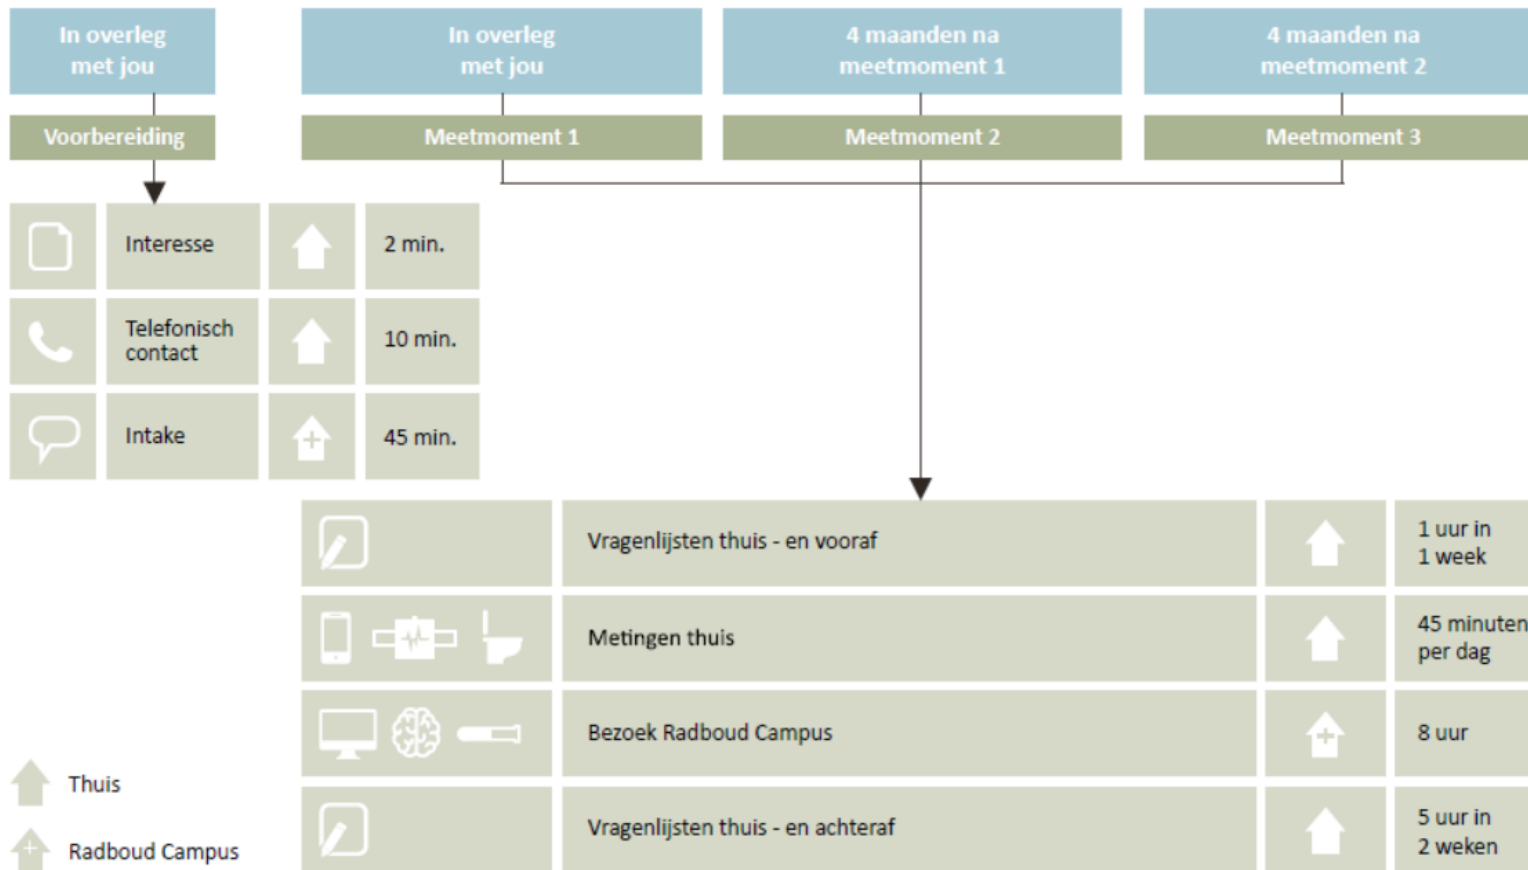 In overleg
met jou
In overleg
met jou
4 maanden na
meetmoment 1
4 maanden na
meetmoment 2
Voorbereiding
Meetmoment 1
Meetmoment 2
Meetmoment 3
Interesse
2 min.
Telefonisch
contact
10 min.
Intake
45 min.
Vragenlijsten thuis - en vooraf
1 uur in
1 week
Metingen thuis
45 minuten
per dag
Bezoek Radboud Campus
8 uur
Vragenlijsten thuis - en achteraf
5 uur in
2 weken
Thuis
Radboud Campus